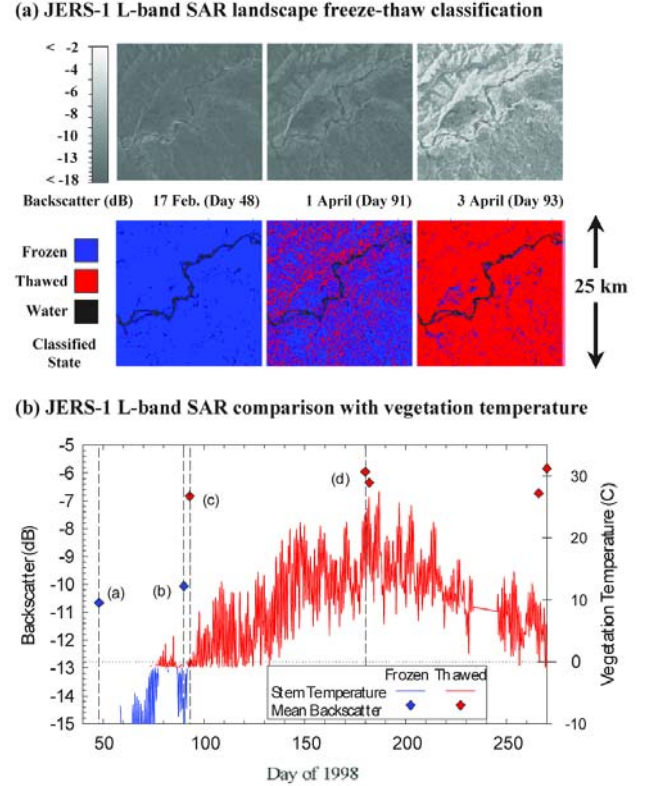 (a) JERS-1 L-band SAR landscape freeze-thaw classification
< -2
-4
-6
-8
-10
-13
<-18
Backscatter (dB)
17 Feb. (Day 48)
1 April (Day 91)
3 April (Day 93)
Frozen
Thawed
Water
Classified
State
25 km
(b) JERS-1 L-band SAR comparison with vegetation temperature
-5
-6
-7
-8
-9
-10
-11
-12
-13
-14
-15
Backscatter(dB)
(a)
(b)
(c)
(d)
30
20
10
0
-10
Vegetation Temperature (C)
Frozen Thawed
Stem Temperature
Mean Backscatter
50 100 150 200 250
Day of 1998